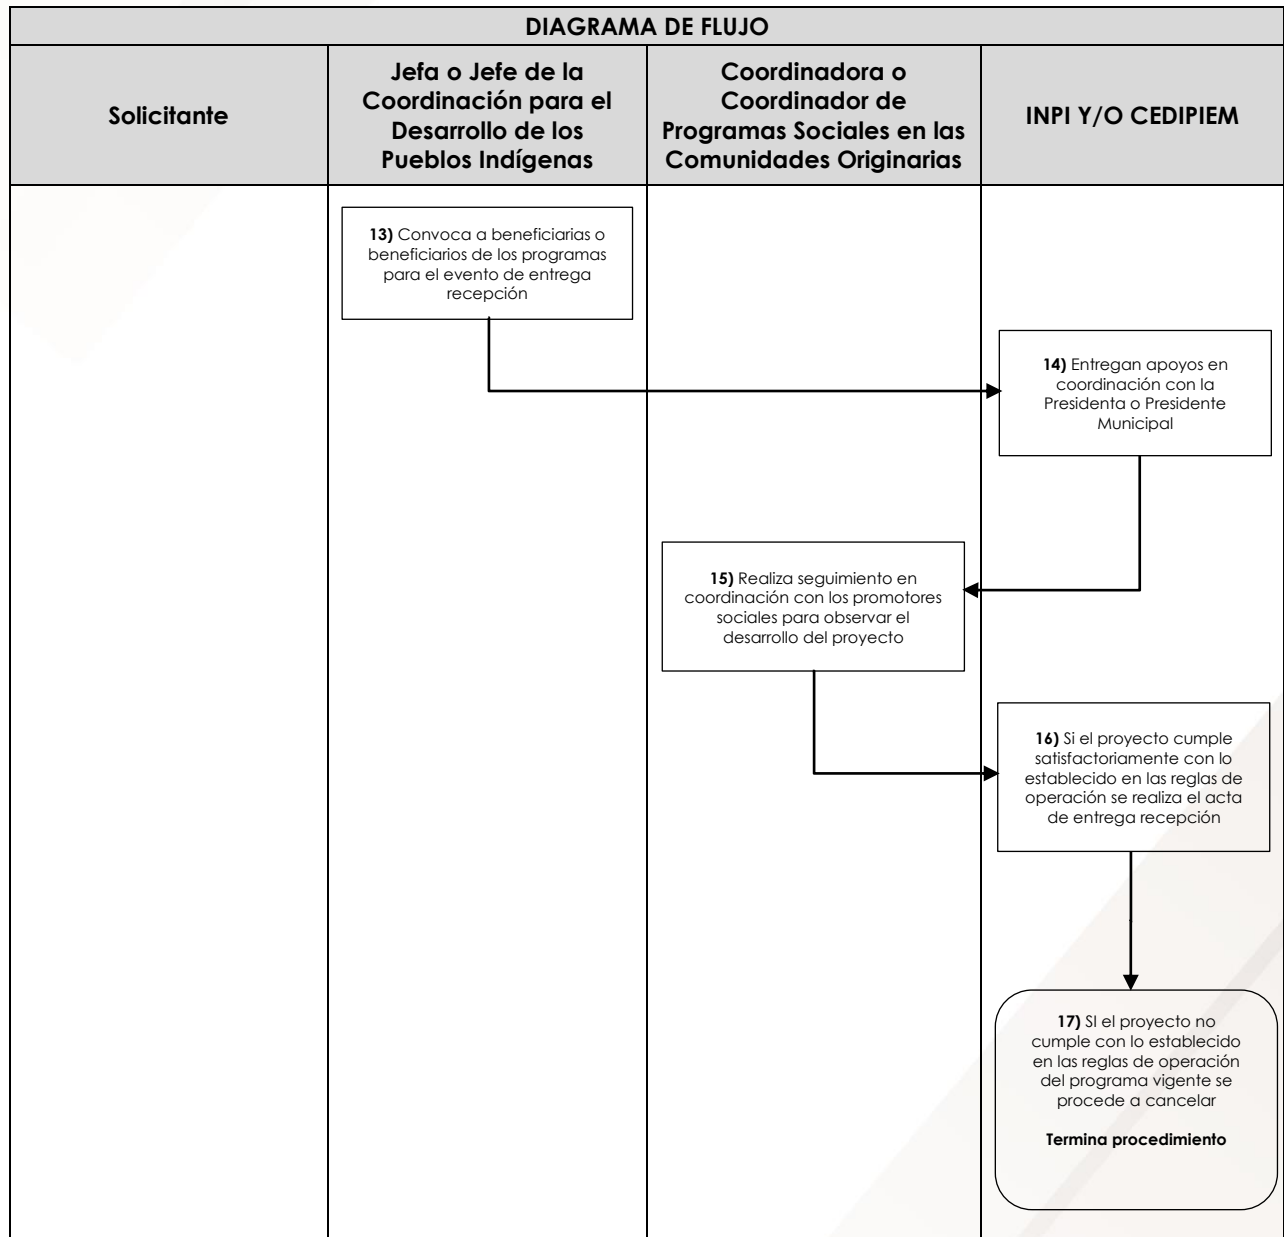 DIAGRAMA DE FLUJO
Solicitante
Jefa o Jefe de la
Coordinación para el
Desarrollo de los
Pueblos Indígenas
Coordinadora o
Coordinador de
Programas Sociales en las
Comunidades Originarias
INPI Y/O CEDIPIEM
13) Convoca a beneficiarias o
beneficiarios de los programas
para el evento de entrega
recepción
14) Entregan apoyos en
coordinación con la
Presidenta o Presidente
Municipal
15) Realiza seguimiento en
coordinación con los promotores
sociales para observar el
desarrollo del proyecto
16) Si el proyecto cumple
satisfactoriamente con lo
establecido en las reglas de
operación se realiza el acta
de entrega recepción
17) SI el proyecto no
cumple con lo establecido
en las reglas de operación
del programa vigente se
procede a cancelar
Termina procedimiento